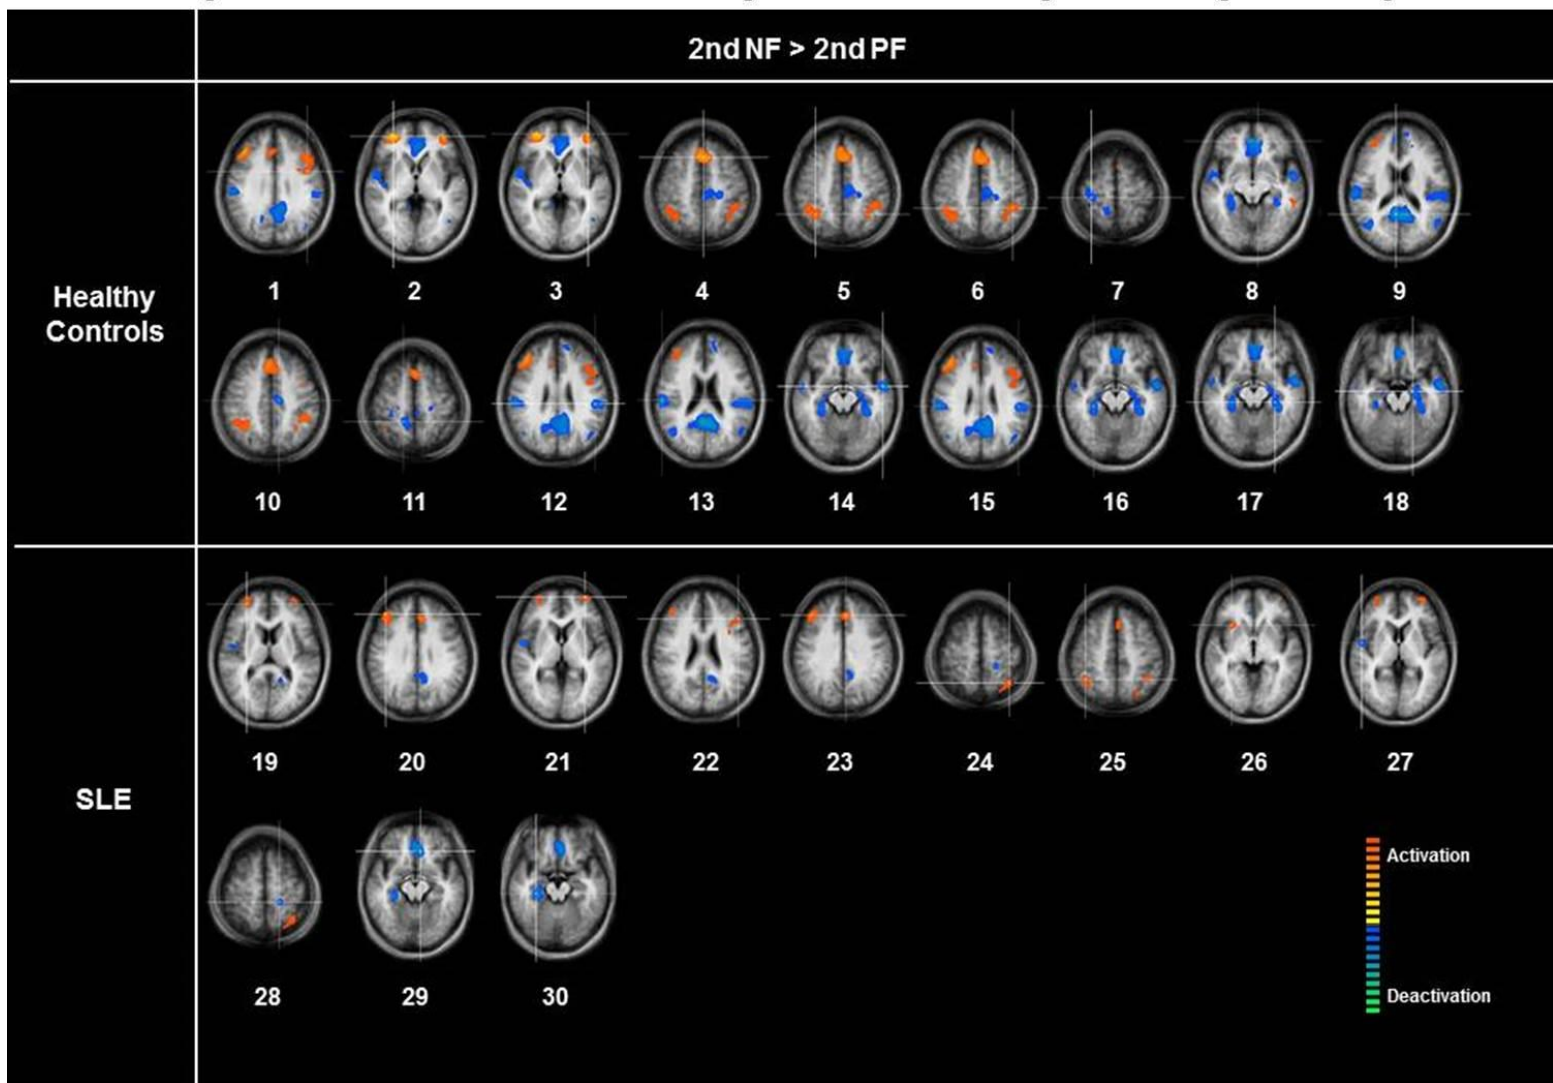 2nd NF > 2nd PF
Healthy
Controls
1 2 3 4 5 6 7 8 9
10 11 12 13 14 15 16 17 18
SLE
19 20 21 22 23 24 25 26 27
28 29 30
Activation
Deactivation